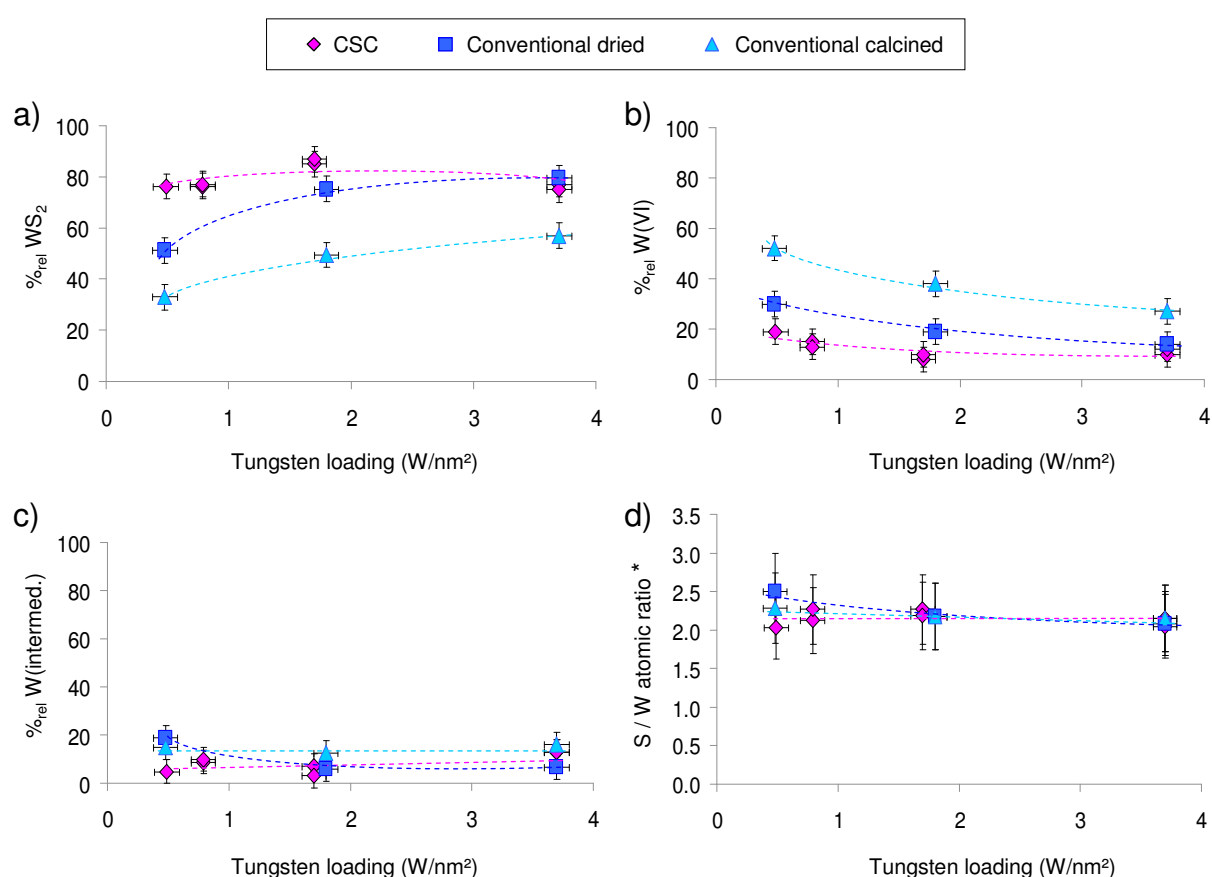 CSC Conventional dried Conventional calcined
a)
100
80
60
40
20
0
%rel WS2
0 1 2 3 4
Tungsten loading (W/nm²)
b)
100
80
60
40
20
0
%rel W(VI)
0 1 2 3 4
Tungsten loading (W/nm²)
c)
100
80
60
40
20
0
%rel W(intermed.)
0 1 2 3 4
Tungsten loading (W/nm²)
d)
3.5
3.0
2.5
2.0
1.5
1.0
0.5
0.0
S / W atomic ratio *
0 1 2 3 4
Tungsten loading (W/nm²)